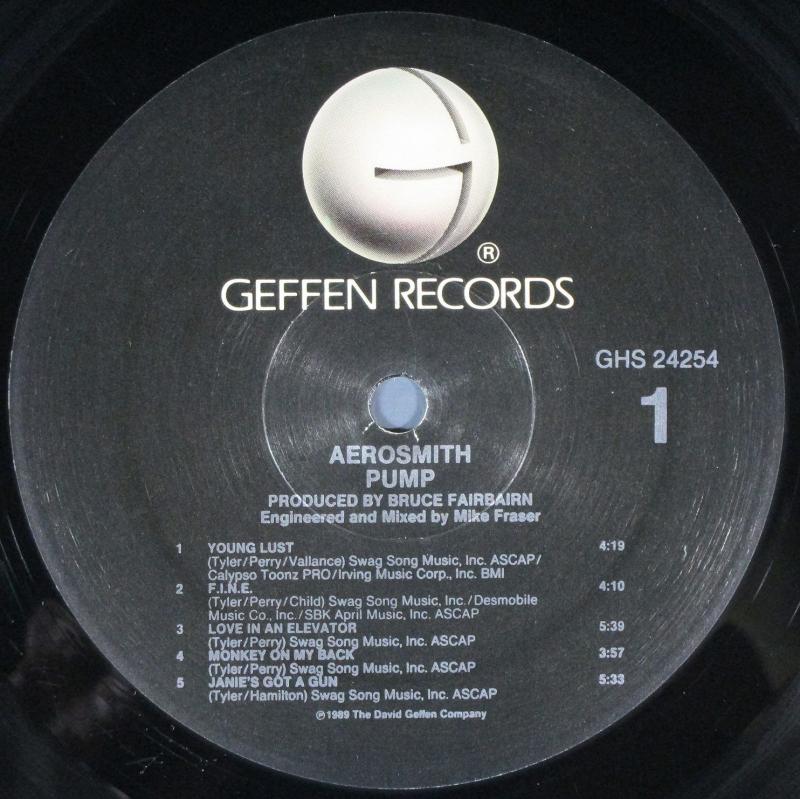 ®
GEFFEN RECORDS
GHS 24254
1
AEROSMITH
PUMP
PRODUCED BY BRUCE FAIRBAIRN
Engineered and Mixed by Mike Fraser
1 YOUNG LUST 4:19
(Tyler/Perry/Vallance) Swag Song Music, Inc. ASCAP/
Calypso Toonz PRO/Irving Music Corp., Inc. BMI
2 F.I.N.E. 4:10
(Tyler/Perry/Child) Swag Song Music, Inc./Desmobile
Music Co., Inc./SBK April Music, Inc. ASCAP
3 LOVE IN AN ELEVATOR 5:39
(Tyler/Perry) Swag Song Music, Inc. ASCAP
4 MONKEY ON MY BACK 3:57
(Tyler/Perry) Swag Song Music, Inc. ASCAP
5 JANIE'S GOT A GUN 5:33
(Tyler/Hamilton) Swag Song Music, Inc. ASCAP
℗1989 The David Geffen Company